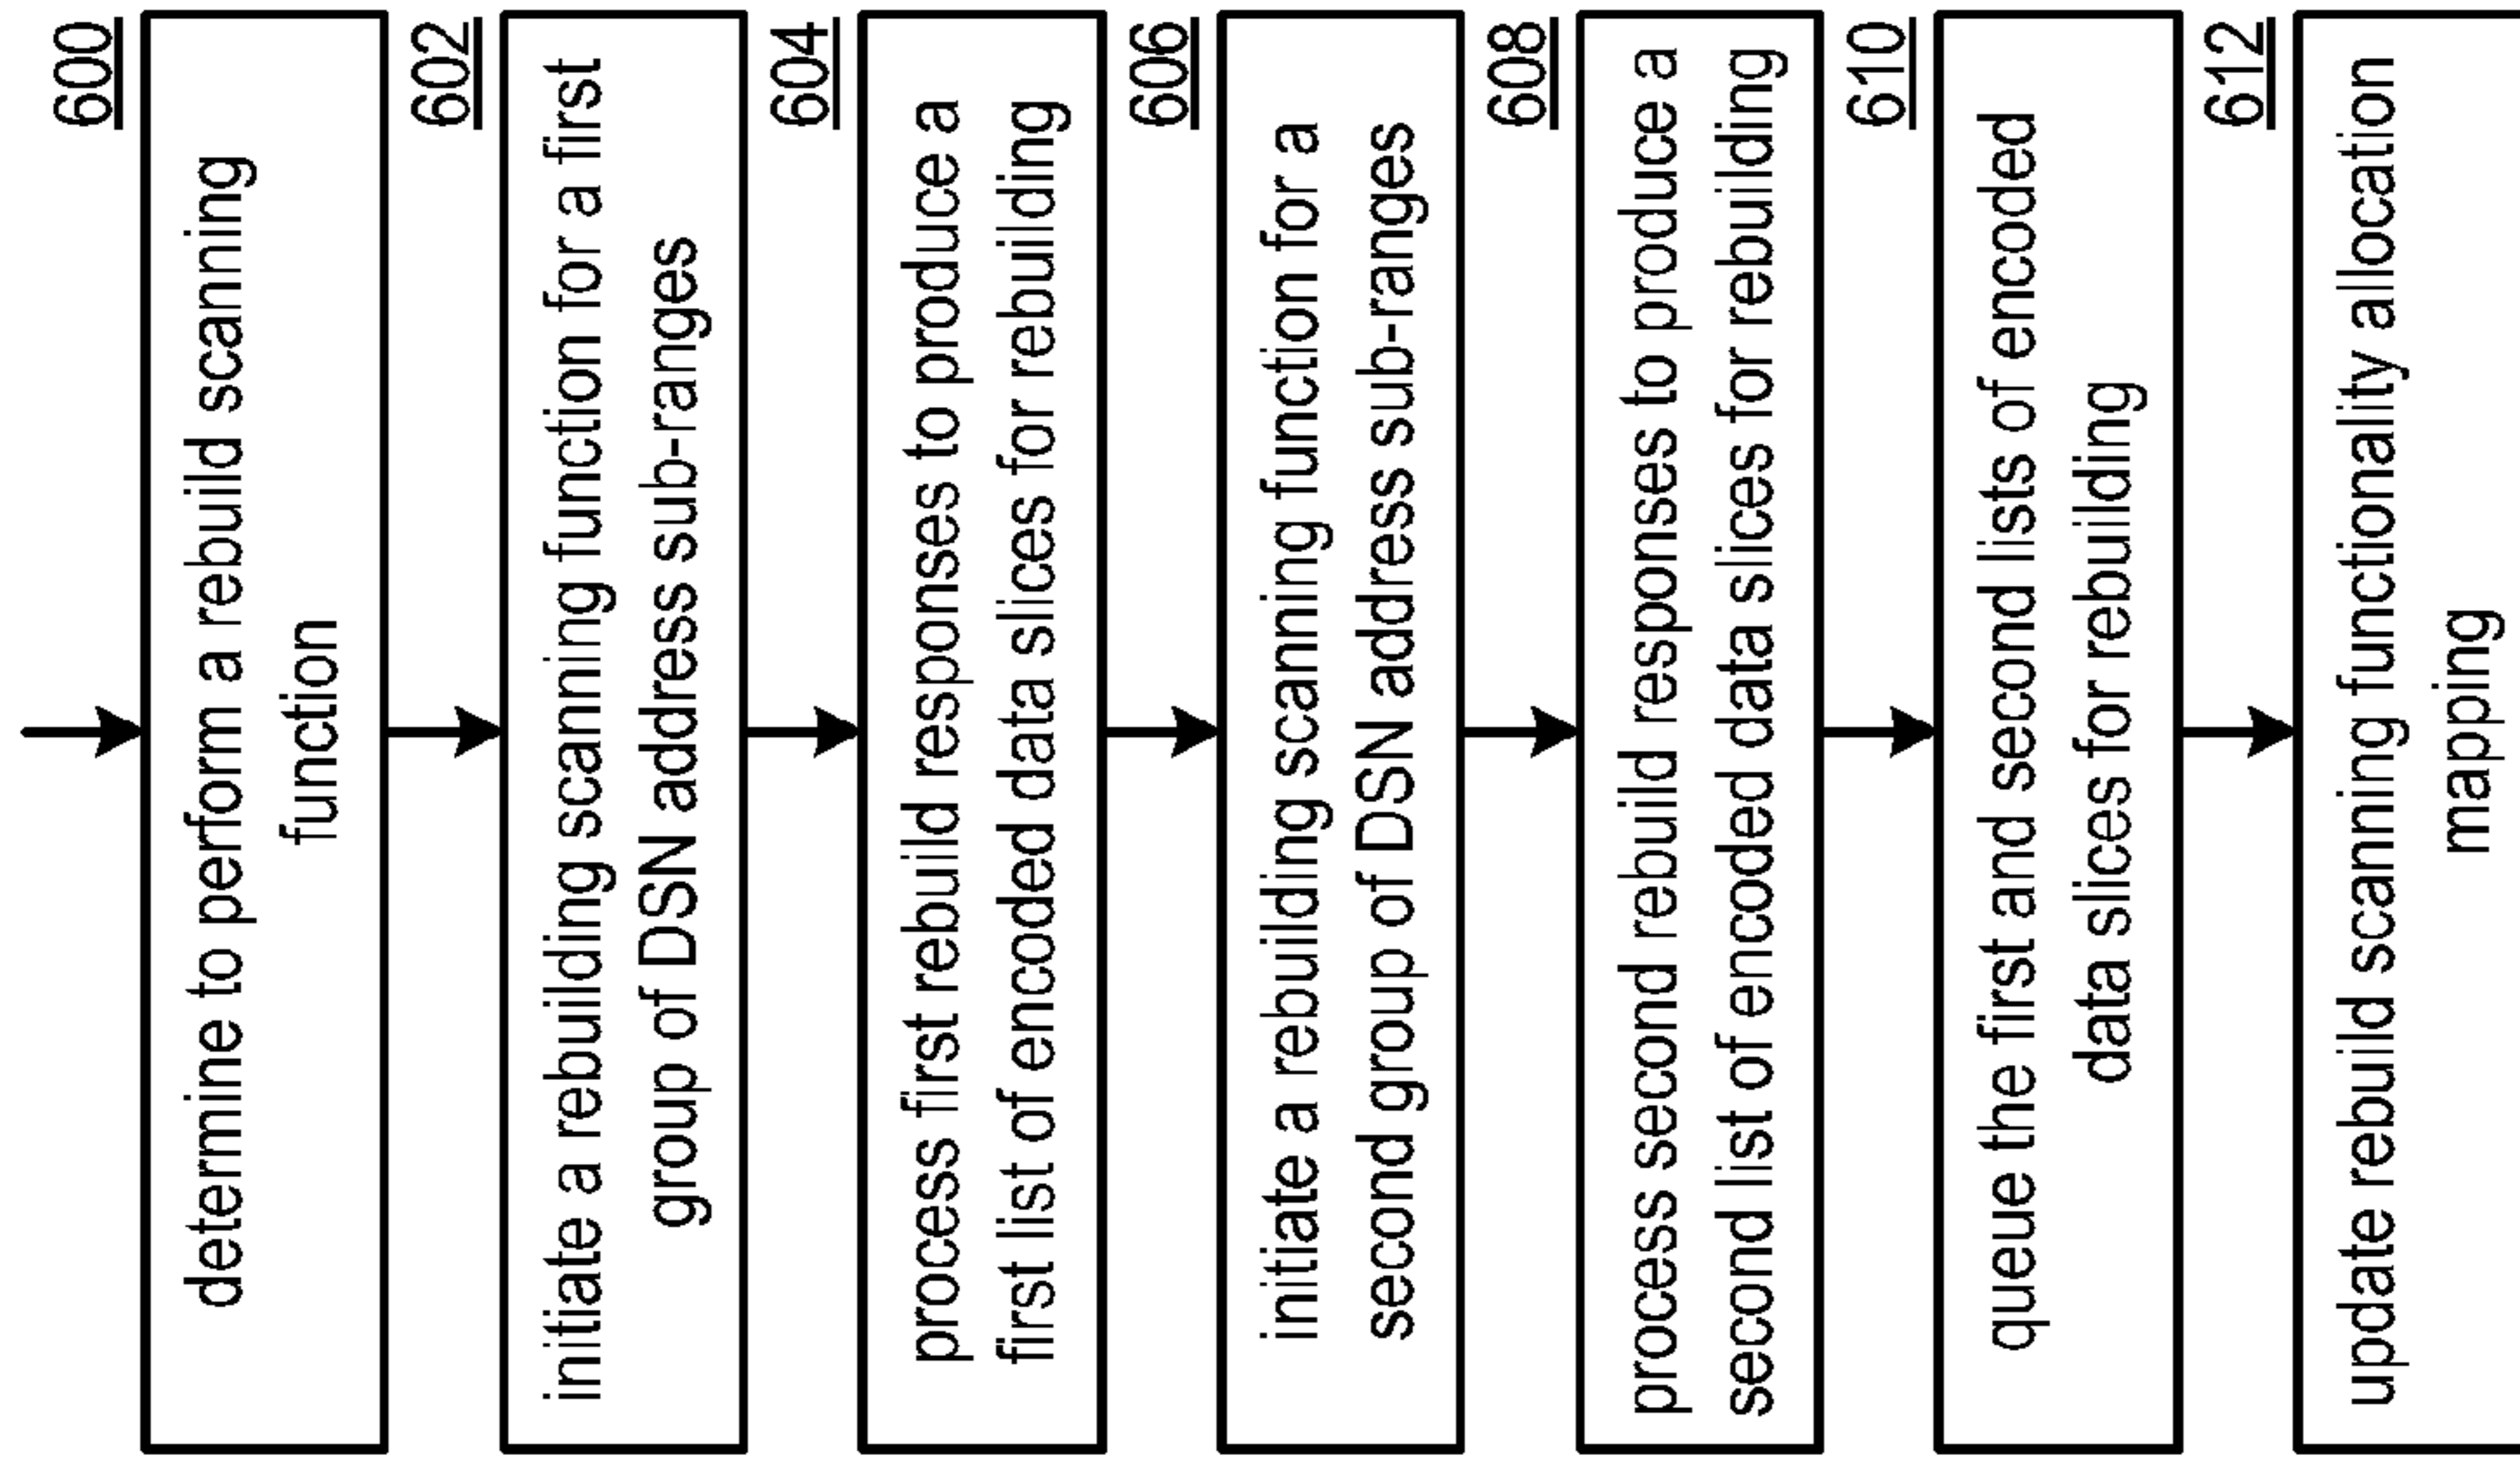 600
determine to perform a rebuild scanning
function
602
initiate a rebuilding scanning function for a first
group of DSN address sub-ranges
604
process first rebuild responses to produce a
first list of encoded data slices for rebuilding
606
initiate a rebuilding scanning function for a
second group of DSN address sub-ranges
608
process second rebuild responses to produce a
second list of encoded data slices for rebuilding
610
queue the first and second lists of encoded
data slices for rebuilding
612
update rebuild scanning functionality allocation
mapping